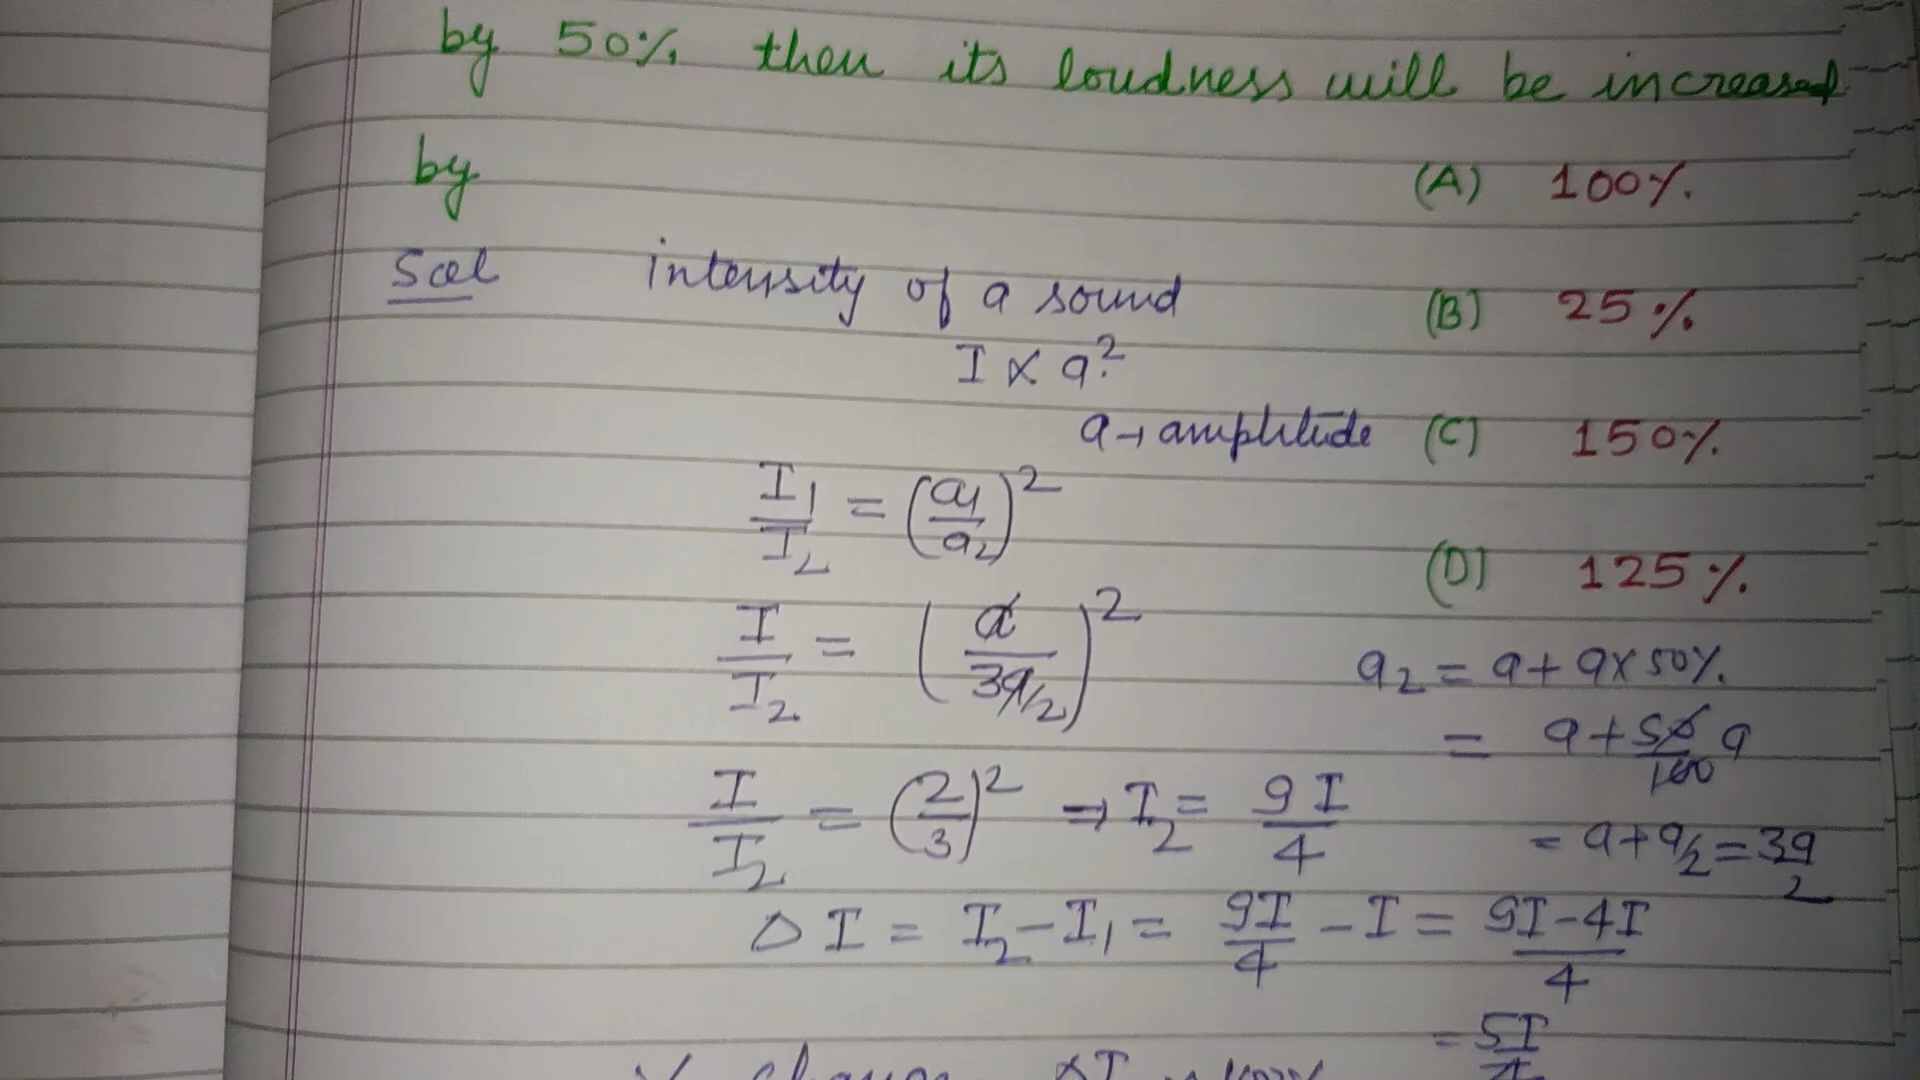 by 50% then its loudness will be increased
by
(A) 100%
Sol intensity of a sound
(B) 25%
I ∝ a²
a → amplitude (C) 150%
I₁/I₂ = (a₁/a₂)²
(D) 125%
I/I₂ = (a/3a/2)²
a₂ = a + a × 50%
= a + 50/100 a
I/I₂ = (2/3)² ⇒ I₂ = 9I/4
= a + a/2 = 3a/2
Δ I = I₂ - I₁ = 9I/4 - I = 9I-4I/4
= 5I/4
% change ΔI × 100%